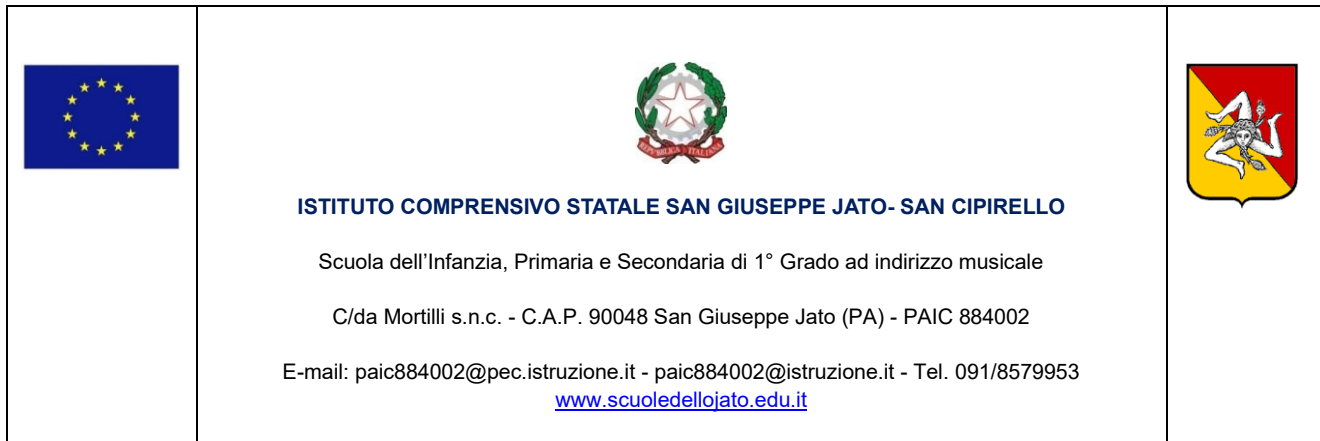 REPVBBLICA ITALIANA
ISTITUTO COMPRENSIVO STATALE SAN GIUSEPPE JATO- SAN CIPIRELLO
Scuola dell’Infanzia, Primaria e Secondaria di 1° Grado ad indirizzo musicale
C/da Mortilli s.n.c. - C.A.P. 90048 San Giuseppe Jato (PA) - PAIC 884002
E-mail: paic884002@pec.istruzione.it - paic884002@istruzione.it - Tel. 091/8579953
www.scuoledellojato.edu.it